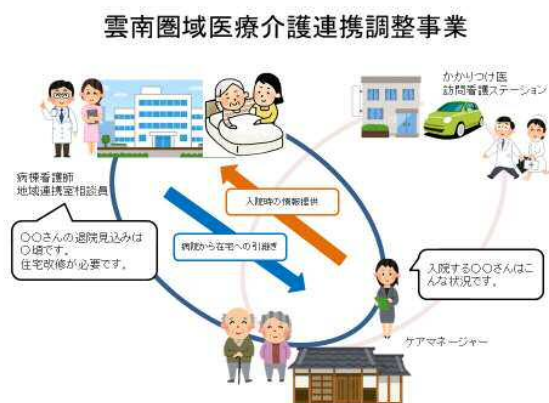 雲南圏域医療介護連携調整事業
かかりつけ医
訪問看護ステーション
病棟看護師
地域連携室相談員
入院時の情報提供
〇〇さんの退院見込みは
〇頃です。
住宅改修が必要です。
病院から在宅への引継ぎ
入院する〇〇さんはこ
んな状況です。
ケアマネージャー